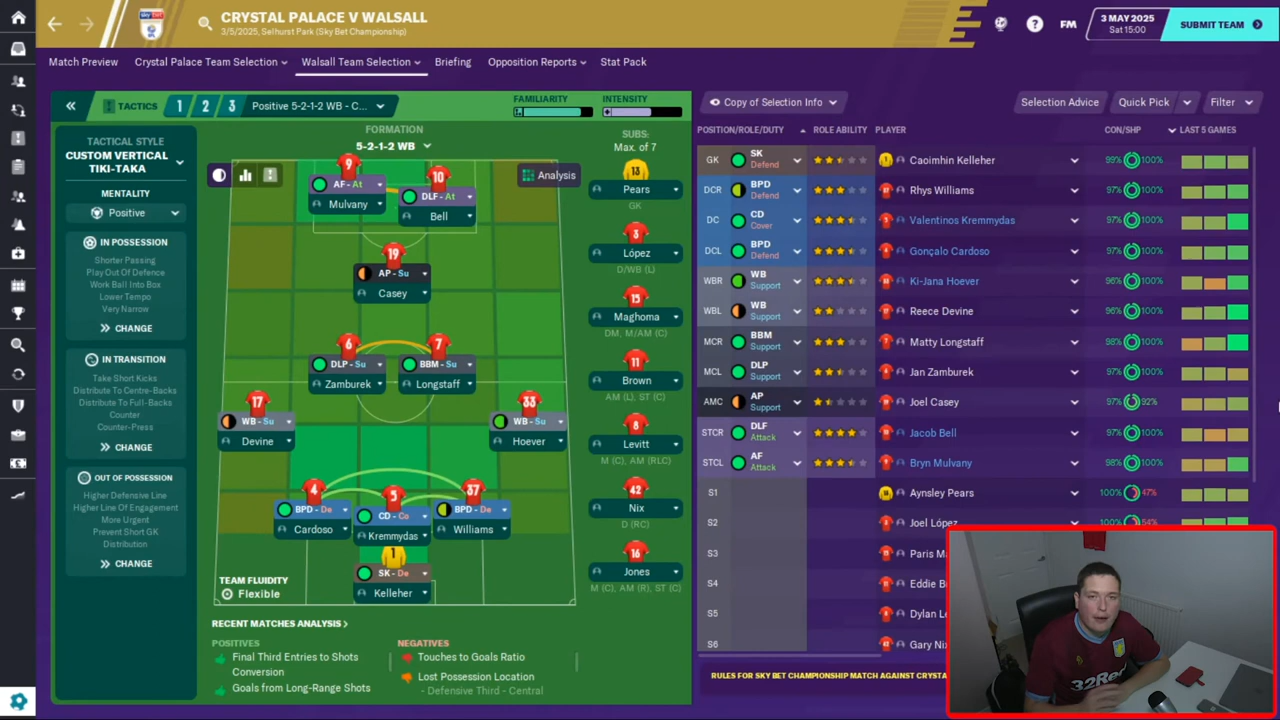 CRYSTAL PALACE V WALSALL
3/5/2025, Selhurst Park (Sky Bet Championship)
FM
3 MAY 2025
Sat 15:00
SUBMIT TEAM
Match Preview
Crystal Palace Team Selection
Walsall Team Selection
Briefing
Opposition Reports
Stat Pack
TACTICS
1 2 3
Positive 5-2-1-2 WB - C...
FAMILIARITY
INTENSITY
TACTICAL STYLE
CUSTOM VERTICAL
TIKI-TAKA
MENTALITY
Positive
IN POSSESSION
Shorter Passing
Play Out Of Defence
Work Ball Into Box
Lower Tempo
Very Narrow
CHANGE
IN TRANSITION
Take Short Kicks
Distribute To Centre-Backs
Distribute To Full-Backs
Counter
Counter-Press
CHANGE
OUT OF POSSESSION
Higher Defensive Line
Higher Line Of Engagement
More Urgent
Prevent Short GK
Distribution
CHANGE
FORMATION
5-2-1-2 WB
Analysis
9
AF - At
Mulvany
10
DLF - At
Bell
19
AP - Su
Casey
6
DLP - Su
Zamburek
7
BBM - Su
Longstaff
17
WB - Su
Devine
33
WB - Su
Hoever
4
BPD - De
Cardoso
5
CD - Co
Kremmydas
37
BPD - De
Williams
1
SK - De
Kelleher
TEAM FLUIDITY
Flexible
RECENT MATCHES ANALYSIS >
POSITIVES
Final Third Entries to Shots
Conversion
Goals from Long-Range Shots
NEGATIVES
Touches to Goals Ratio
Lost Possession Location
- Defensive Third - Central
SUBS:
Max. of 7
13
Pears
GK
3
López
D/WB (L)
15
Maghoma
DM, M/AM (C)
11
Brown
AM (L), ST (C)
8
Levitt
M (C), AM (RLC)
42
Nix
D (RC)
16
Jones
M (C), AM (R), ST (C)
Copy of Selection Info
Selection Advice
Quick Pick
Filter
POSITION/ROLE/DUTY ROLE ABILITY PLAYER CON/SHP LAST 5 GAMES
GK SK Defend Caoimhin Kelleher 99% 100%
DCR BPD Defend Rhys Williams 97% 100%
DC CD Cover Valentinos Kremmydas 97% 100%
DCL BPD Defend Gonçalo Cardoso 97% 100%
WBR WB Support Ki-Jana Hoever 96% 100%
WBL WB Support Reece Devine 96% 100%
MCR BBM Support Matty Longstaff 98% 100%
MCL DLP Support Jan Zamburek 97% 100%
AMC AP Support Joel Casey 97% 92%
STCR DLF Attack Jacob Bell 97% 100%
STCL AF Attack Bryn Mulvany 98% 100%
S1 Aynsley Pears 100% 47%
S2 Joel López 100% 54%
S3 Paris M
S4 Eddie B
S5 Dylan Le
S6 Gary Nix
RULES FOR SKY BET CHAMPIONSHIP MATCH AGAINST CRYSTA
32Red